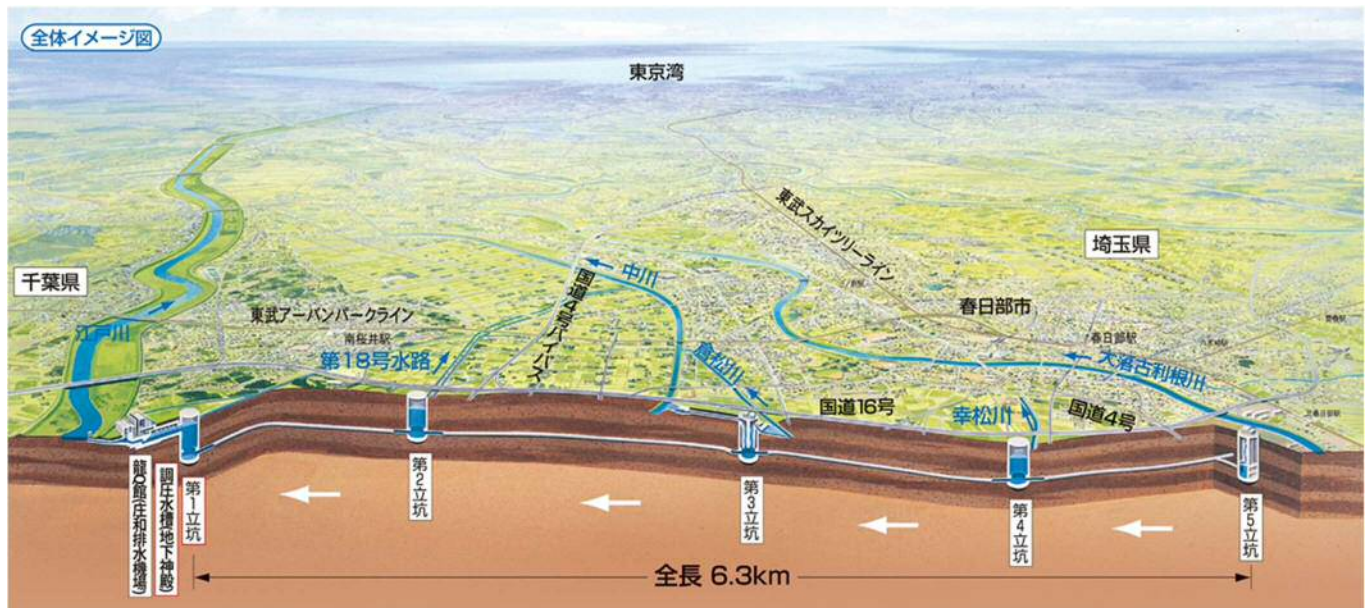 全体イメージ図
東京湾
東武スカイツリーライン
埼玉県
千葉県
中川
国道4号バイパス
江戸川
東武アーバンパークライン
春日部市
南桜井駅
春日部駅
第18号水路
倉松川
大落古利根川
国道16号
幸松川
国道4号
龍Q館(庄和排水機場)
調圧水槽(地下神殿)
第1立坑
第2立坑
第3立坑
第4立坑
第5立坑
全長 6.3km